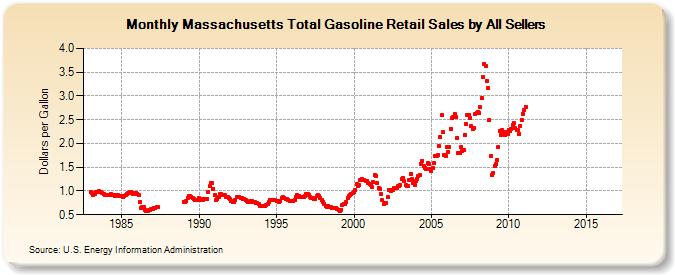 Monthly Massachusetts Total Gasoline Retail Sales by All Sellers
Dollars per Gallon
4.0
3.5
3.0
2.5
2.0
1.5
1.0
0.5
1985 1990 1995 2000 2005 2010 2015
Source: U.S. Energy Information Administration